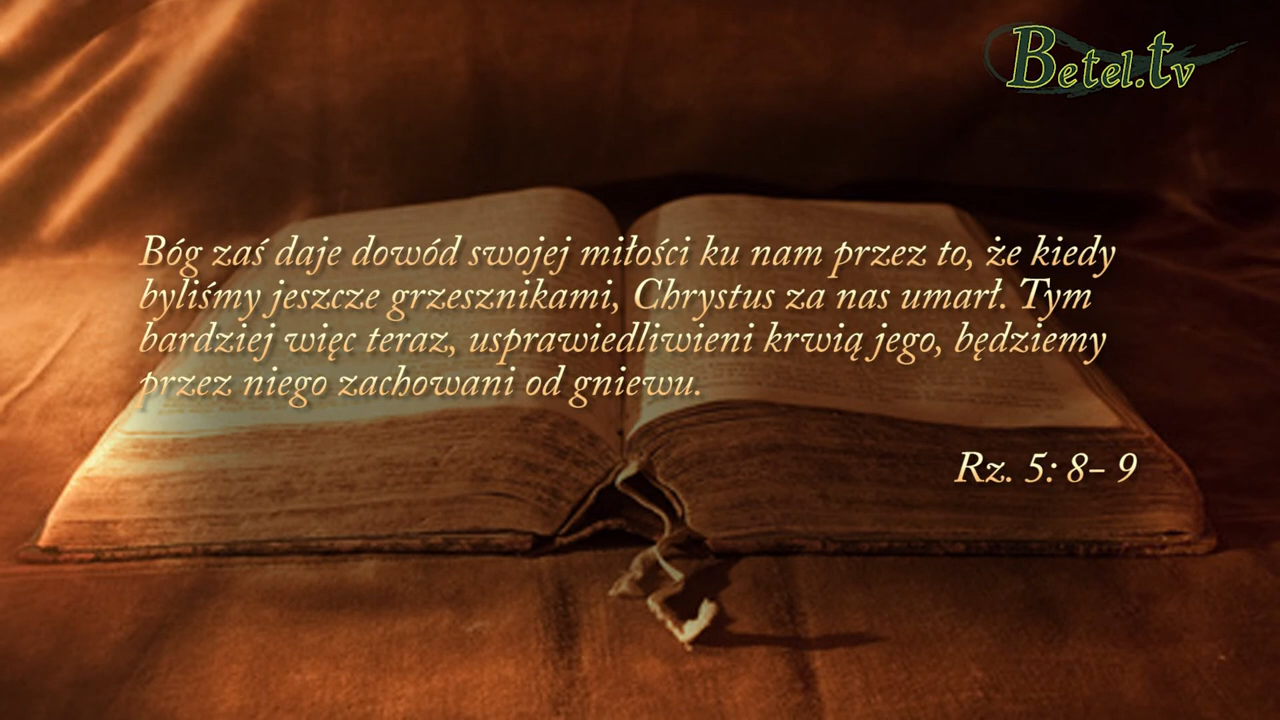 Betel.tv
Bóg zaś daje dowód swojej miłości ku nam przez to, że kiedy
byliśmy jeszcze grzesznikami, Chrystus za nas umarł. Tym
bardziej więc teraz, usprawiedliwieni krwią jego, będziemy
przez niego zachowani od gniewu.
Rz. 5: 8– 9